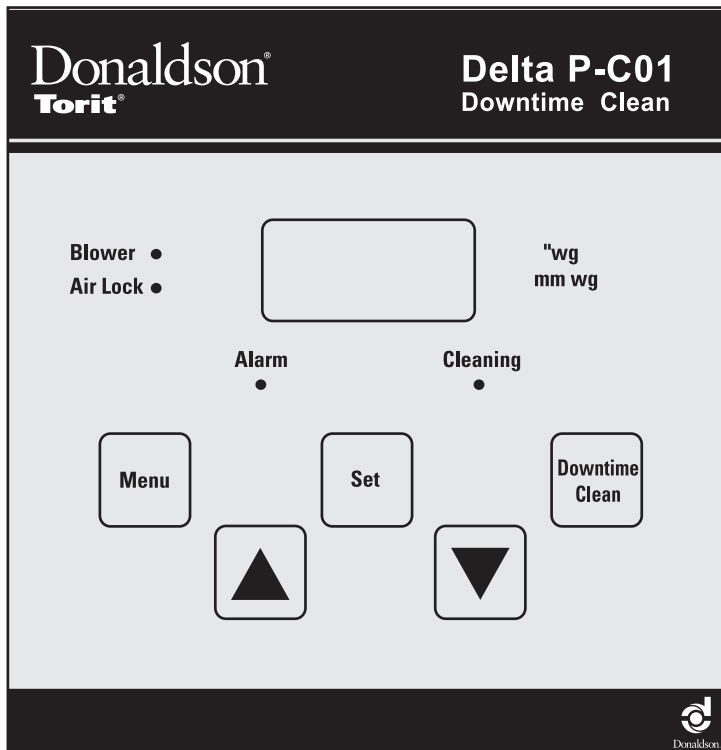 Donaldson®
Torit®
Delta P-C01
Downtime Clean
Blower
Air Lock
"wg
mm wg
Alarm
Cleaning
Menu
Set
Downtime
Clean
Donaldson